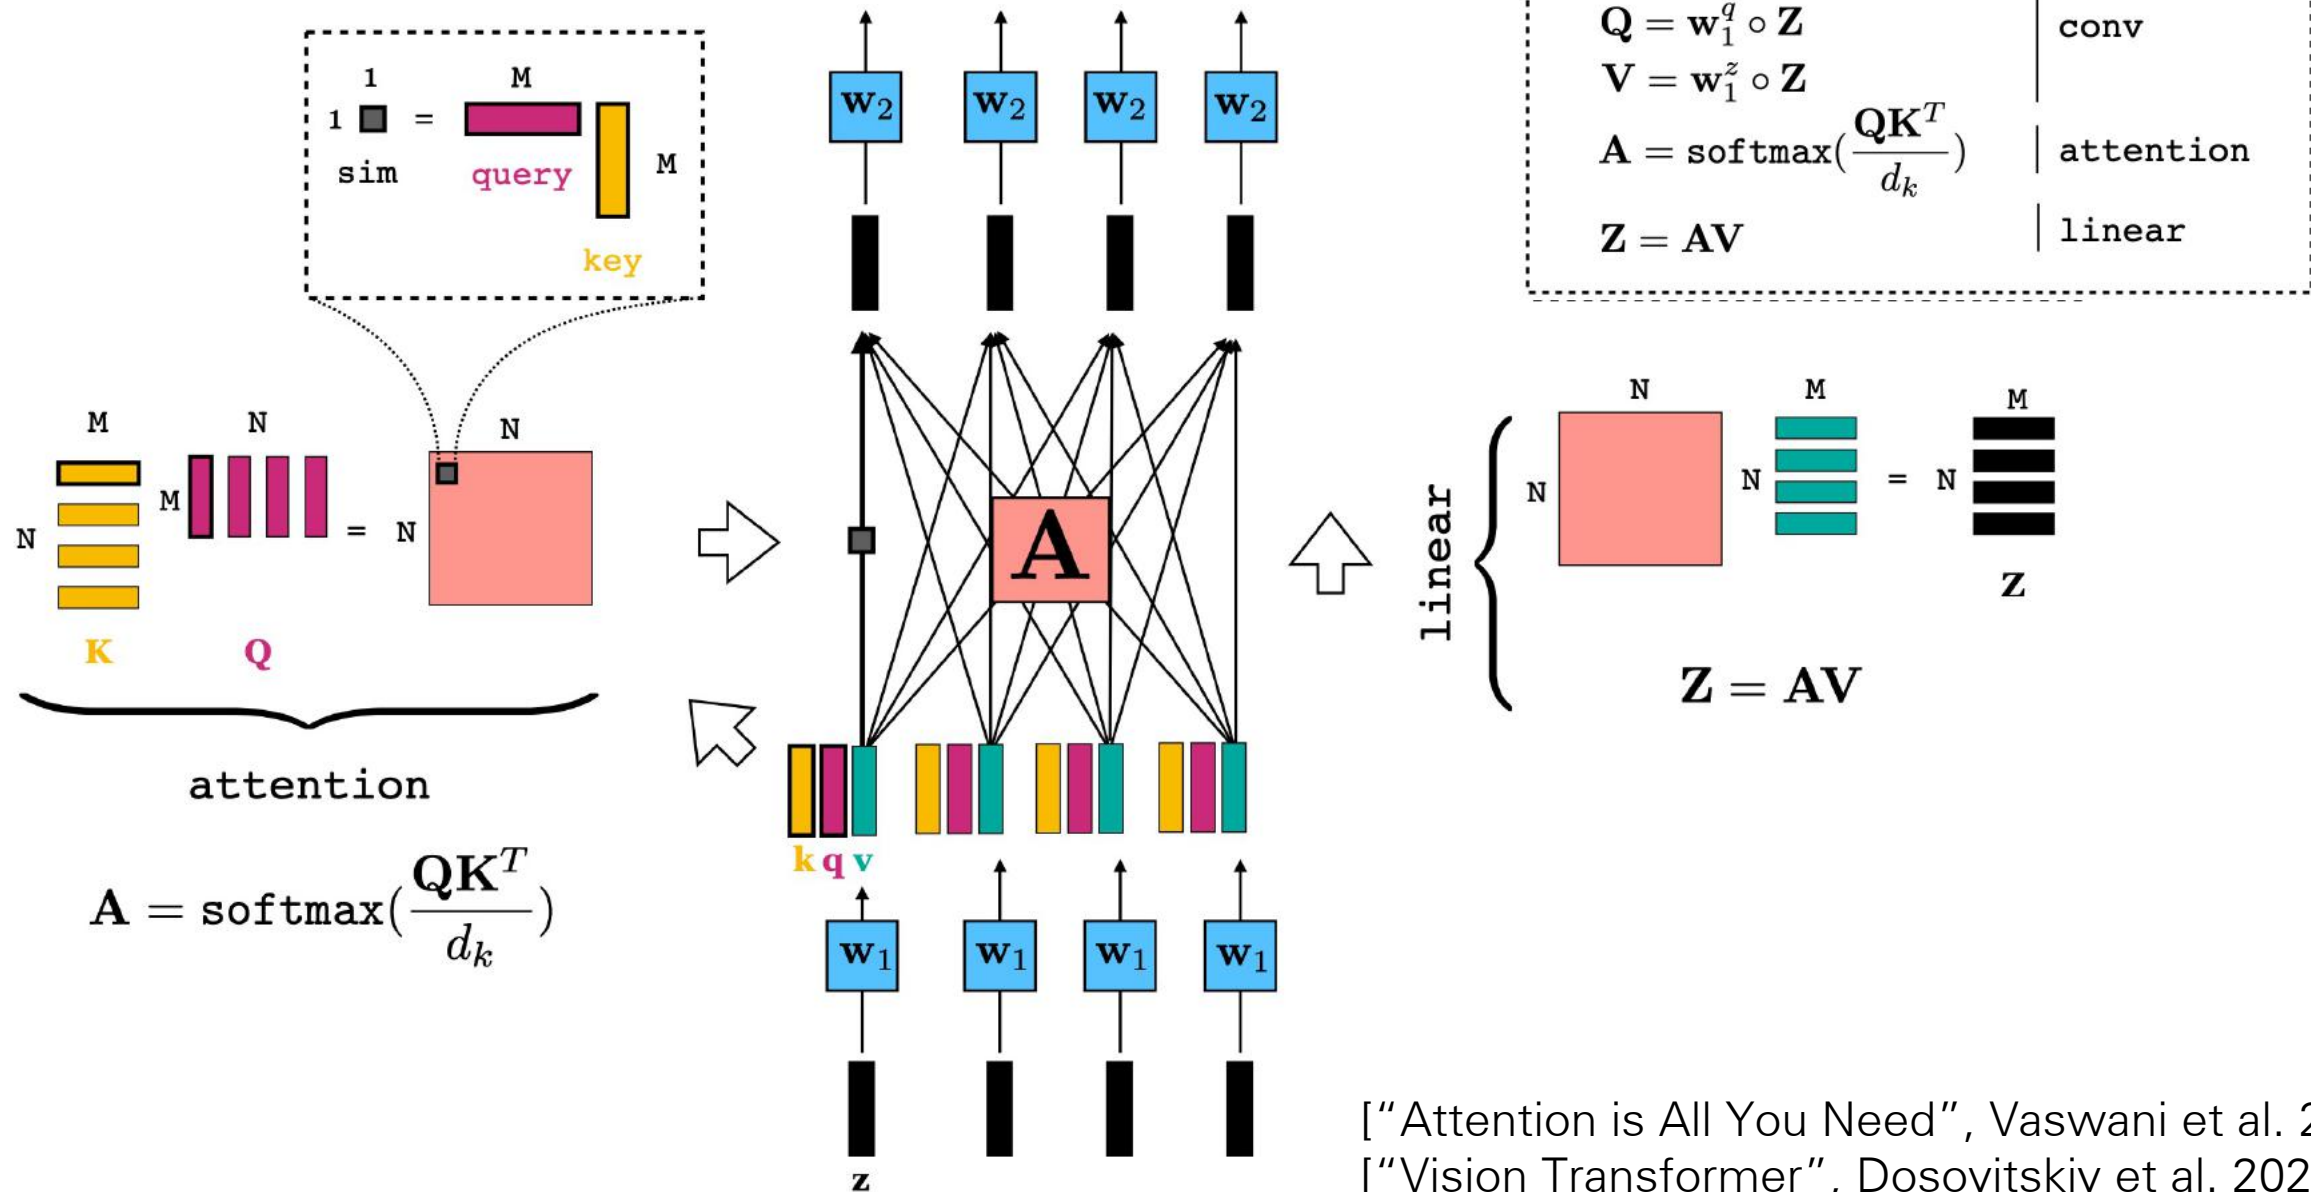 1
M
1 = M
sim
query
key
M
N
N
N
M
=
N
K
Q
attention
A = softmax(QK^T / d_k)
w₂ w₂ w₂ w₂
A
k q v
w₁ w₁ w₁ w₁
z
Q = w₁^q ∘ Z
V = w₁^z ∘ Z
conv
A = softmax(QK^T / d_k)
attention
Z = AV
linear
linear
N
N
M
N
=
M
N
z
Z = AV
[“Attention is All You Need”, Vaswani et al. 2
[“Vision Transformer”, Dosovitskiy et al. 202